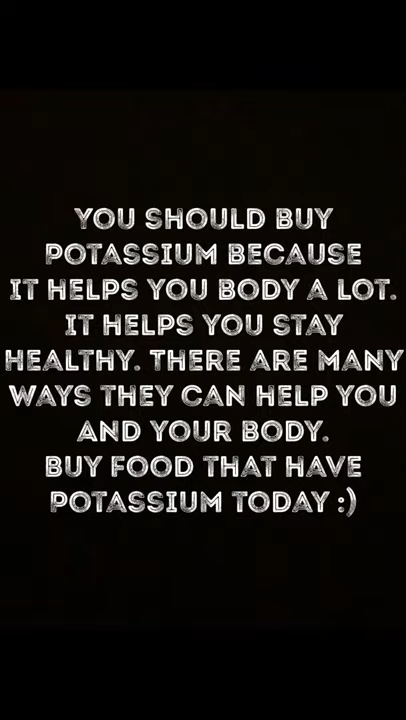 YOU SHOULD BUY
POTASSIUM BECAUSE
IT HELPS YOU BODY A LOT.
IT HELPS YOU STAY
HEALTHY. THERE ARE MANY
WAYS THEY CAN HELP YOU
AND YOUR BODY.
BUY FOOD THAT HAVE
POTASSIUM TODAY :)